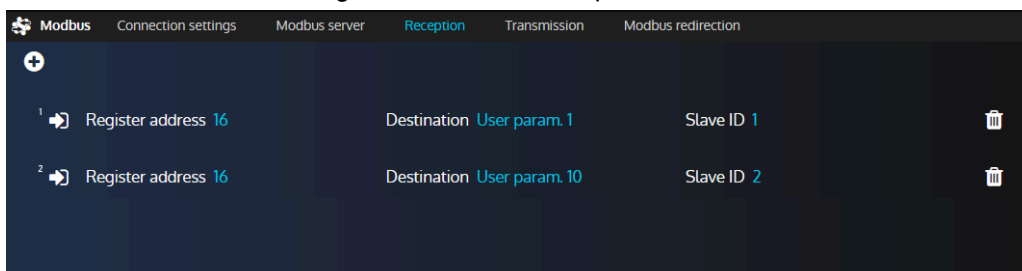 Modbus Connection settings Modbus server Reception Transmission Modbus redirection
1 Register address 16 Destination User param. 1 Slave ID 1
2 Register address 16 Destination User param. 10 Slave ID 2